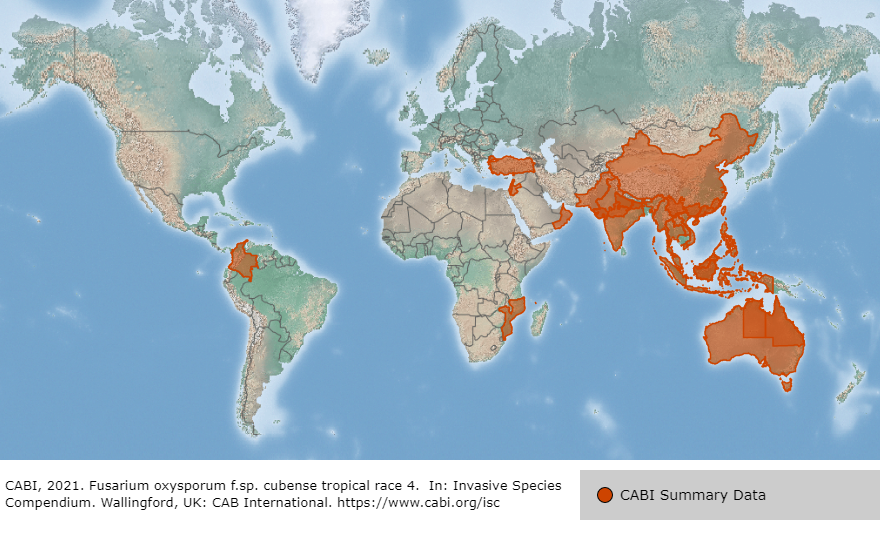 CABI, 2021. Fusarium oxysporum f.sp. cubense tropical race 4.  In: Invasive Species
Compendium. Wallingford, UK: CAB International. https://www.cabi.org/isc
CABI Summary Data